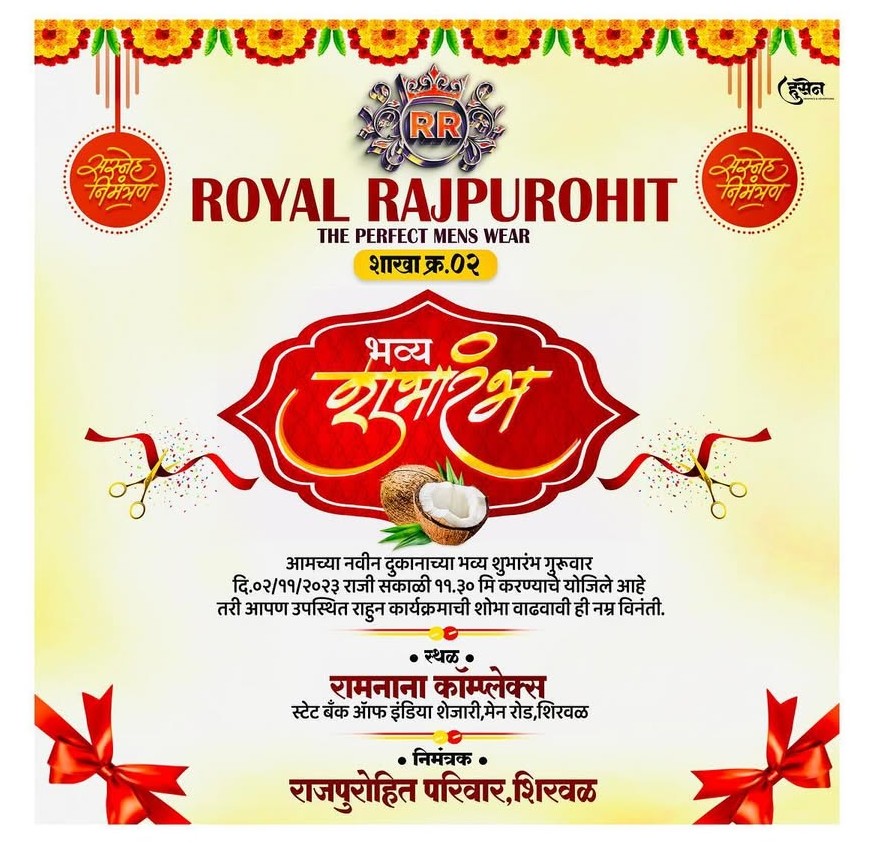 हुसेन
RR
सस्नेह
निमंत्रण
सस्नेह
निमंत्रण
ROYAL RAJPUROHIT
THE PERFECT MENS WEAR
शाखा क्र.०२
भव्य
शुभारंभ
आमच्या नवीन दुकानाच्या भव्य शुभारंभ गुरूवार
दि.०२/११/२०२३ राजी सकाळी ११.३० मि करण्याचे योजिले आहे
तरी आपण उपस्थित राहुन कार्यक्रमाची शोभा वाढवावी ही नम्र विनंती.
• स्थळ •
रामनाना कॉम्प्लेक्स
स्टेट बँक ऑफ इंडिया शेजारी,मेन रोड,शिरवळ
• निमंत्रक •
राजपुरोहित परिवार,शिरवळ